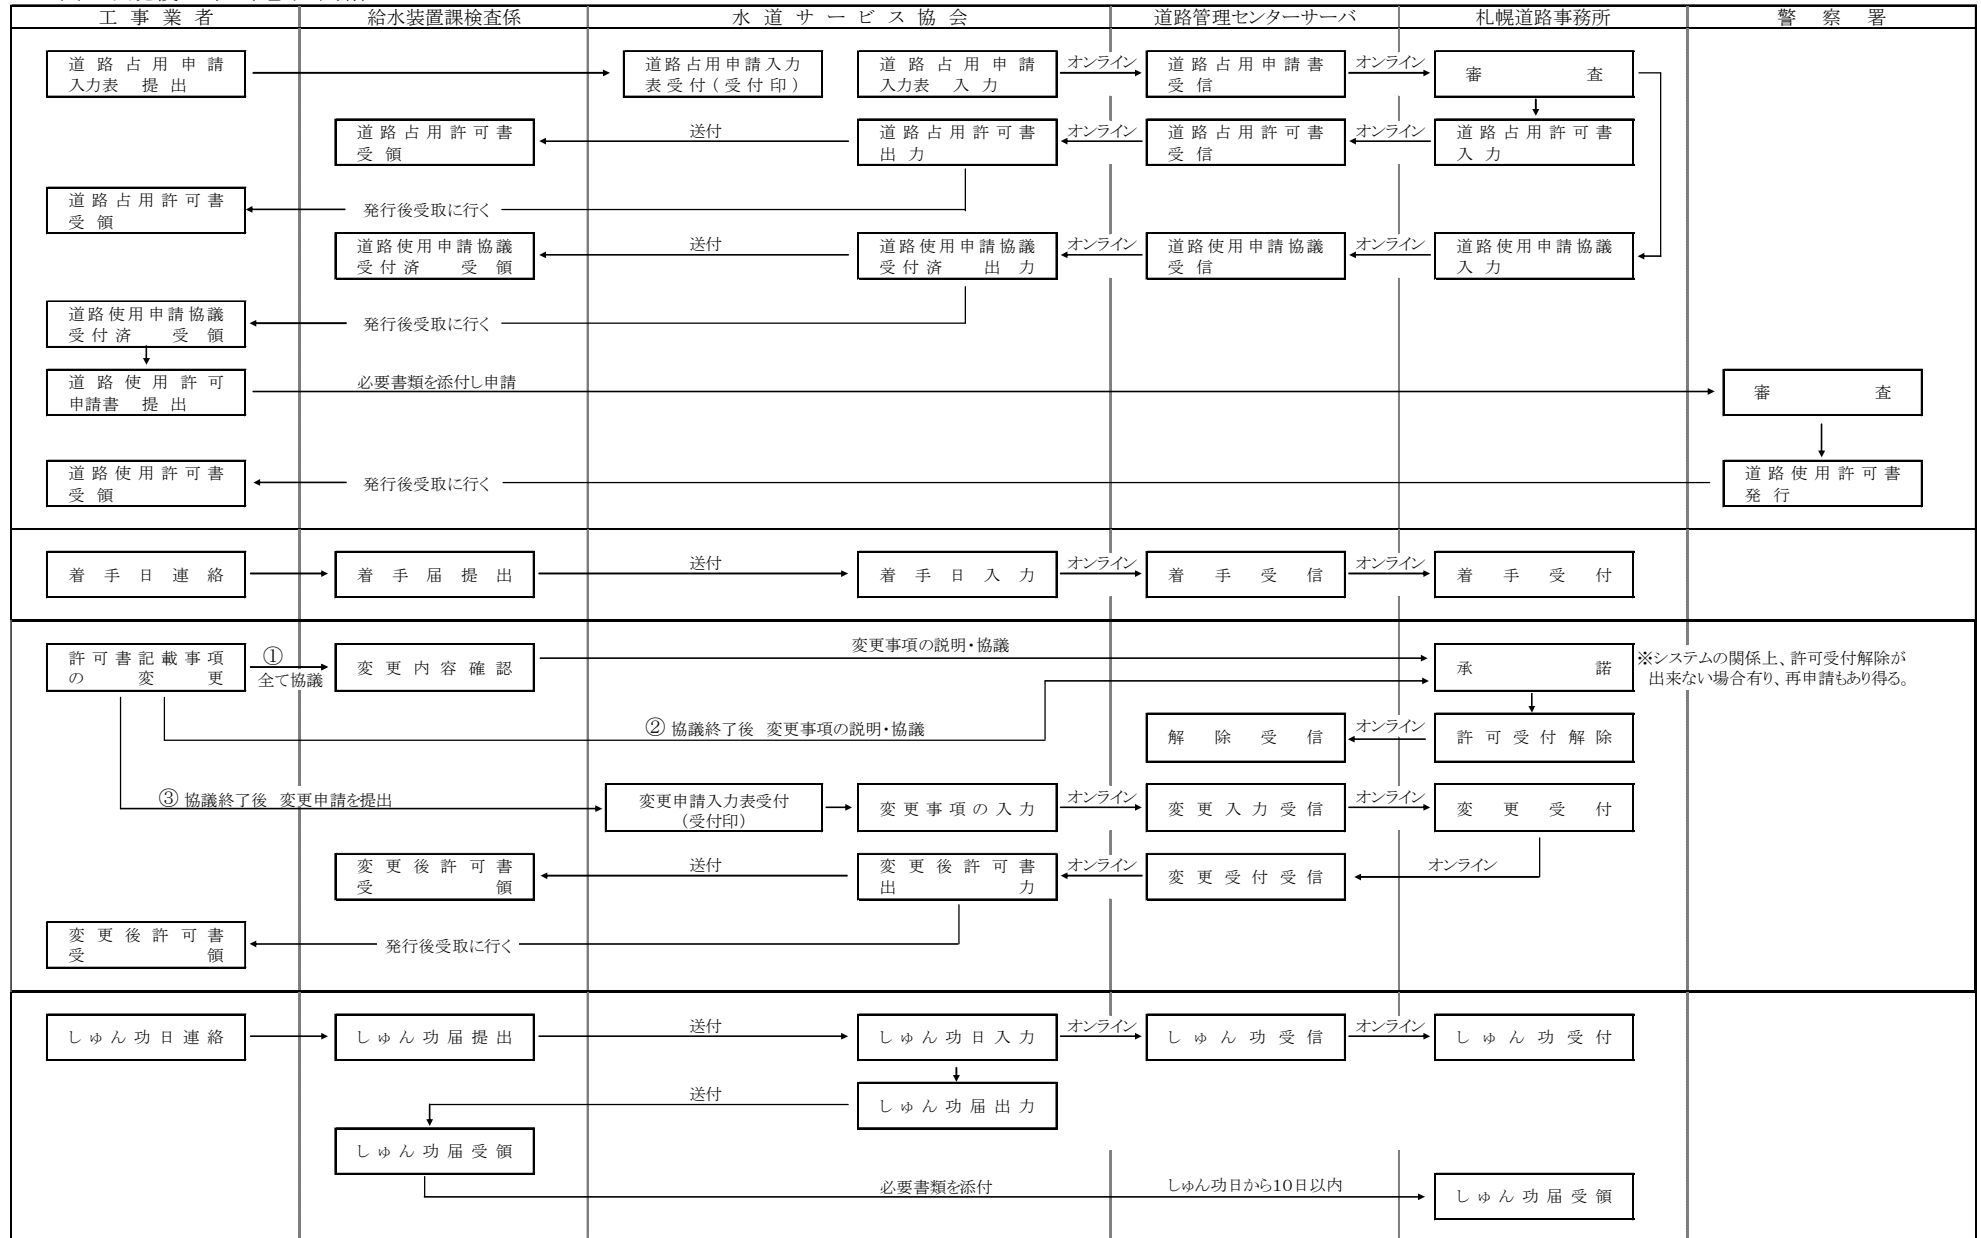 工事業者 給水装置課検査係 水道サービス協会 道路管理センターサーバ 札幌道路事務所 警察署
道路占用申請
入力表 提出
道路占用申請入力
表受付(受付印)
道路占用申請
入力表 入力
オンライン
道路占用申請書
受信
オンライン
審査
道路占用許可書
受領
送付
道路占用許可書
出力
オンライン
道路占用許可書
受信
オンライン
道路占用許可書
入力
道路占用許可書
受領
発行後受取に行く
道路使用申請協議
受付済 受領
送付
道路使用申請協議
受付済 出力
オンライン
道路使用申請協議
受信
オンライン
道路使用申請協議
入力
道路使用申請協議
受付済 受領
発行後受取に行く
道路使用許可
申請書 提出
必要書類を添付し申請
審査
道路使用許可書
受領
発行後受取に行く
道路使用許可書
発行
着手日連絡
着手届提出
送付
着手日入力
オンライン
着手受信
オンライン
着手受付
許可書記載事項
の変更
①
全て協議
変更内容確認
変更事項の説明・協議
承諾
※システムの関係上、許可受付解除が
出来ない場合有り、再申請もあり得る。
② 協議終了後 変更事項の説明・協議
解除受信
オンライン
許可受付解除
③ 協議終了後 変更申請を提出
変更申請入力表受付
(受付印)
変更事項の入力
オンライン
変更入力受信
オンライン
変更受付
変更後許可書
受領
送付
変更後許可書
出力
オンライン
変更受付受信
オンライン
変更後許可書
受領
発行後受取に行く
しゅん功日連絡
しゅん功届提出
送付
しゅん功日入力
オンライン
しゅん功受信
オンライン
しゅん功受付
送付
しゅん功届出力
しゅん功届受領
必要書類を添付
しゅん功日から10日以内
しゅん功届受領